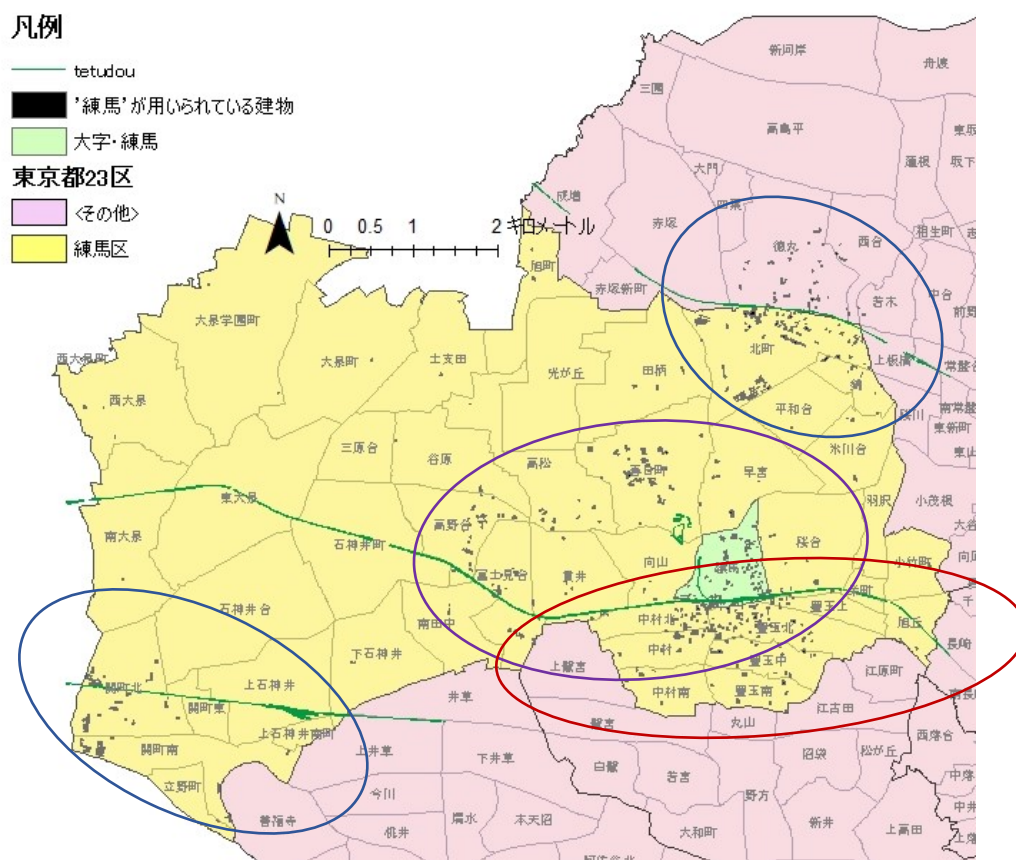 凡例
tetudou
'練馬'が用いられている建物
大字・練馬
東京都23区
<その他>
練馬区
N
0 0.5 1 2 キロメートル
新河岸
舟渡
三園
高島平
蓮根
坂下
大門
四葉
成増
赤塚
徳丸
西台
相生町
旭町
赤塚新町
若木
中台
前野
大泉学園町
西大泉町
大泉町
土支田
北町
上板橋
常盤台
光が丘
田柄
錦
西大泉
平和台
桜川
南常盤
東新町
三原台
谷原
高松
春日町
早宮
氷川台
東山
東大泉
羽沢
小茂根
大谷
南大泉
石神井町
高野台
向山
練馬
桜台
向原
小竹町
富士見台
貫井
千
石神井台
南田中
中村北
豊玉北
豊玉上
旭丘
長崎
下石神井
中村
豊玉中
上鷺宮
江原町
関町北
上石神井
井草
中村南
豊玉南
南長
関町東
上石神井南町
鷺宮
丸山
江古田
関町南
上井草
下井草
沼袋
松が丘
西落合
立野町
白鷺
若宮
今川
野方
善福寺
桃井
清水
本天沼
大和町
新井
上高田